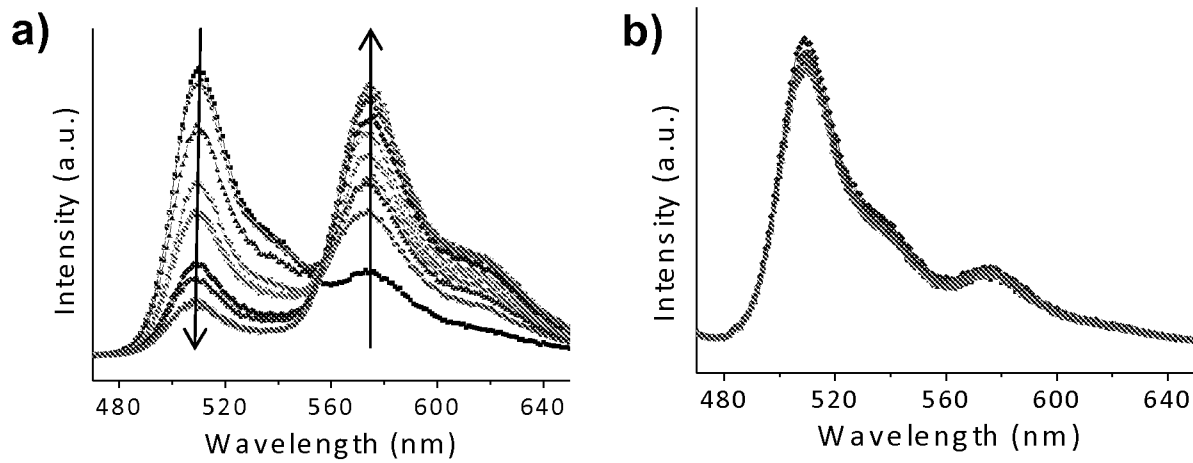 a)
Intensity (a.u.)
480 520 560 600 640
Wavelength (nm)
b)
Intensity (a.u.)
480 520 560 600 640
Wavelength (nm)